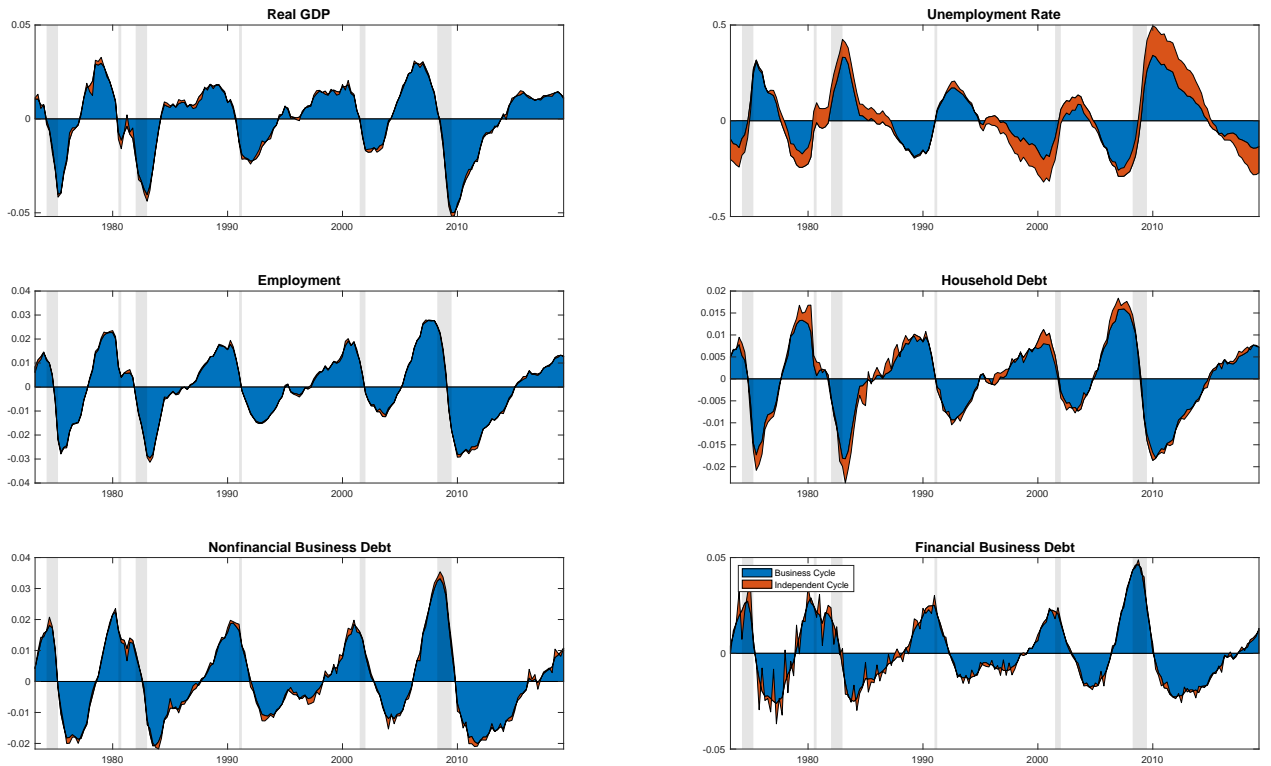 Real GDP
0.05
0
-0.05
1980 1990 2000 2010
Unemployment Rate
0.5
0
-0.5
1980 1990 2000 2010
Employment
0.04
0.03
0.02
0.01
0
-0.01
-0.02
-0.03
-0.04
1980 1990 2000 2010
Household Debt
0.02
0.015
0.01
0.005
0
-0.005
-0.01
-0.015
-0.02
1980 1990 2000 2010
Nonfinancial Business Debt
0.04
0.03
0.02
0.01
0
-0.01
-0.02
1980 1990 2000 2010
Financial Business Debt
0.05
Business Cycle
Independent Cycle
0
-0.05
1980 1990 2000 2010